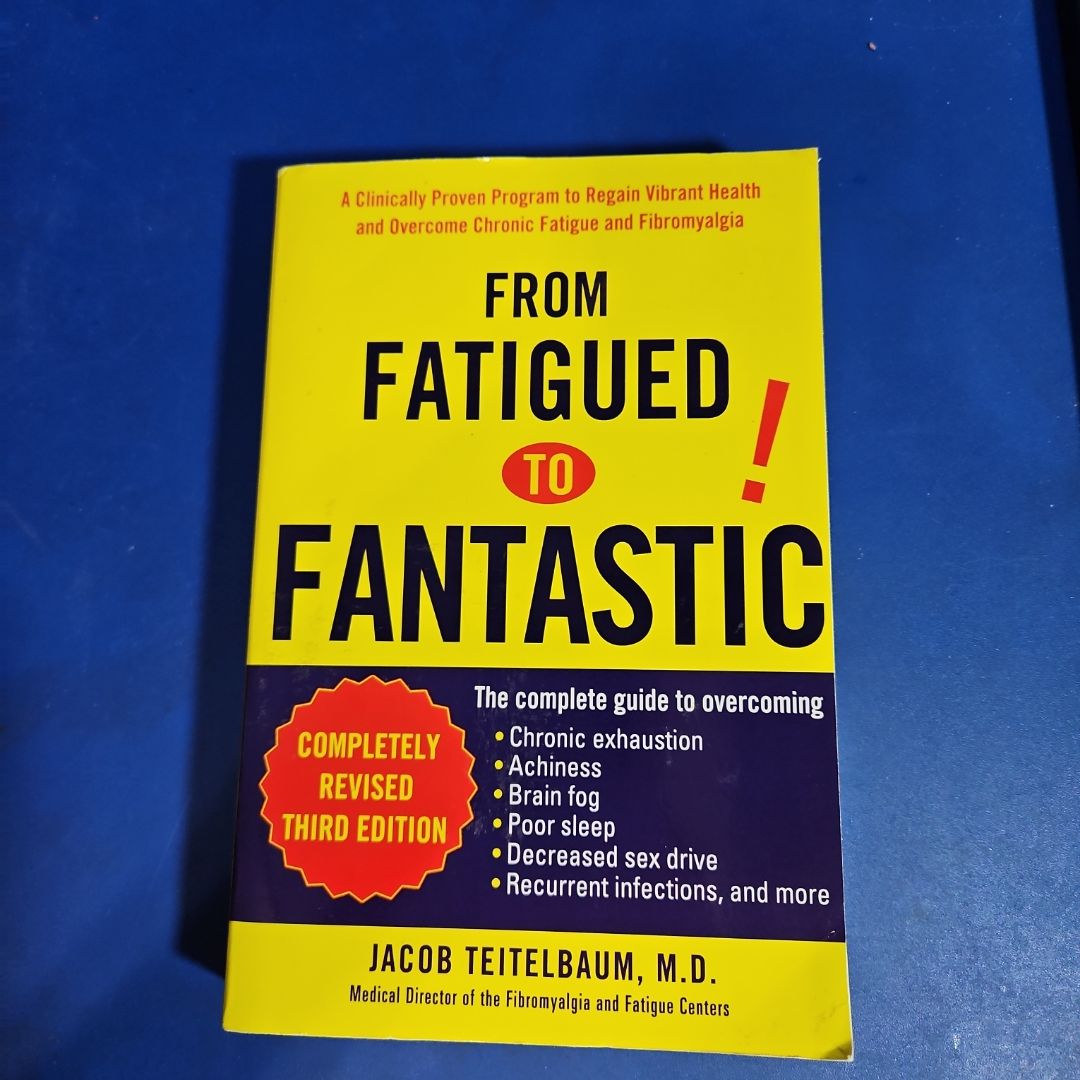 A Clinically Proven Program to Regain Vibrant Health
and Overcome Chronic Fatigue and Fibromyalgia
FROM
FATIGUED
TO
!
FANTASTIC
COMPLETELY
REVISED
THIRD EDITION
The complete guide to overcoming
• Chronic exhaustion
• Achiness
• Brain fog
• Poor sleep
• Decreased sex drive
• Recurrent infections, and more
JACOB TEITELBAUM, M.D.
Medical Director of the Fibromyalgia and Fatigue Centers